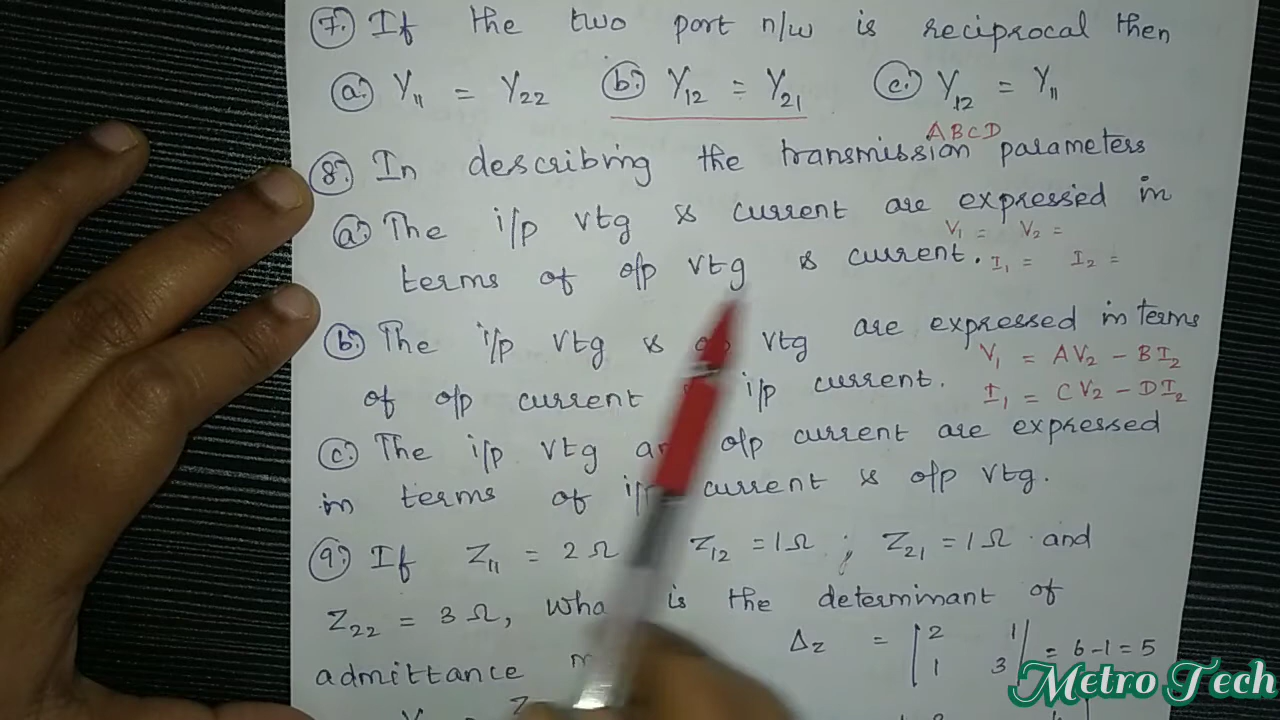 7. If the two port n/w is reciprocal then
a. Y11 = Y22 b. Y12 = Y21 c. Y12 = Y11
ABCD
8. In describing the transmission parameters
a. The i/p vtg & current are expressed in
V1 = V2 =
terms of o/p vtg & current. I1 = I2 =
b. The i/p vtg & o/p vtg are expressed in terms
V1 = AV2 - BI2
of o/p current i/p current.
I1 = CV2 - DI2
c. The i/p vtg o/p current are expressed
in terms of current & o/p vtg.
9. If Z11 = 2Ω Z12 = 1Ω ; Z21 = 1Ω and
Z22 = 3Ω, is the determinant of
admittance Δz = | 2 1 | = 6-1 = 5
1 3
Metro Tech